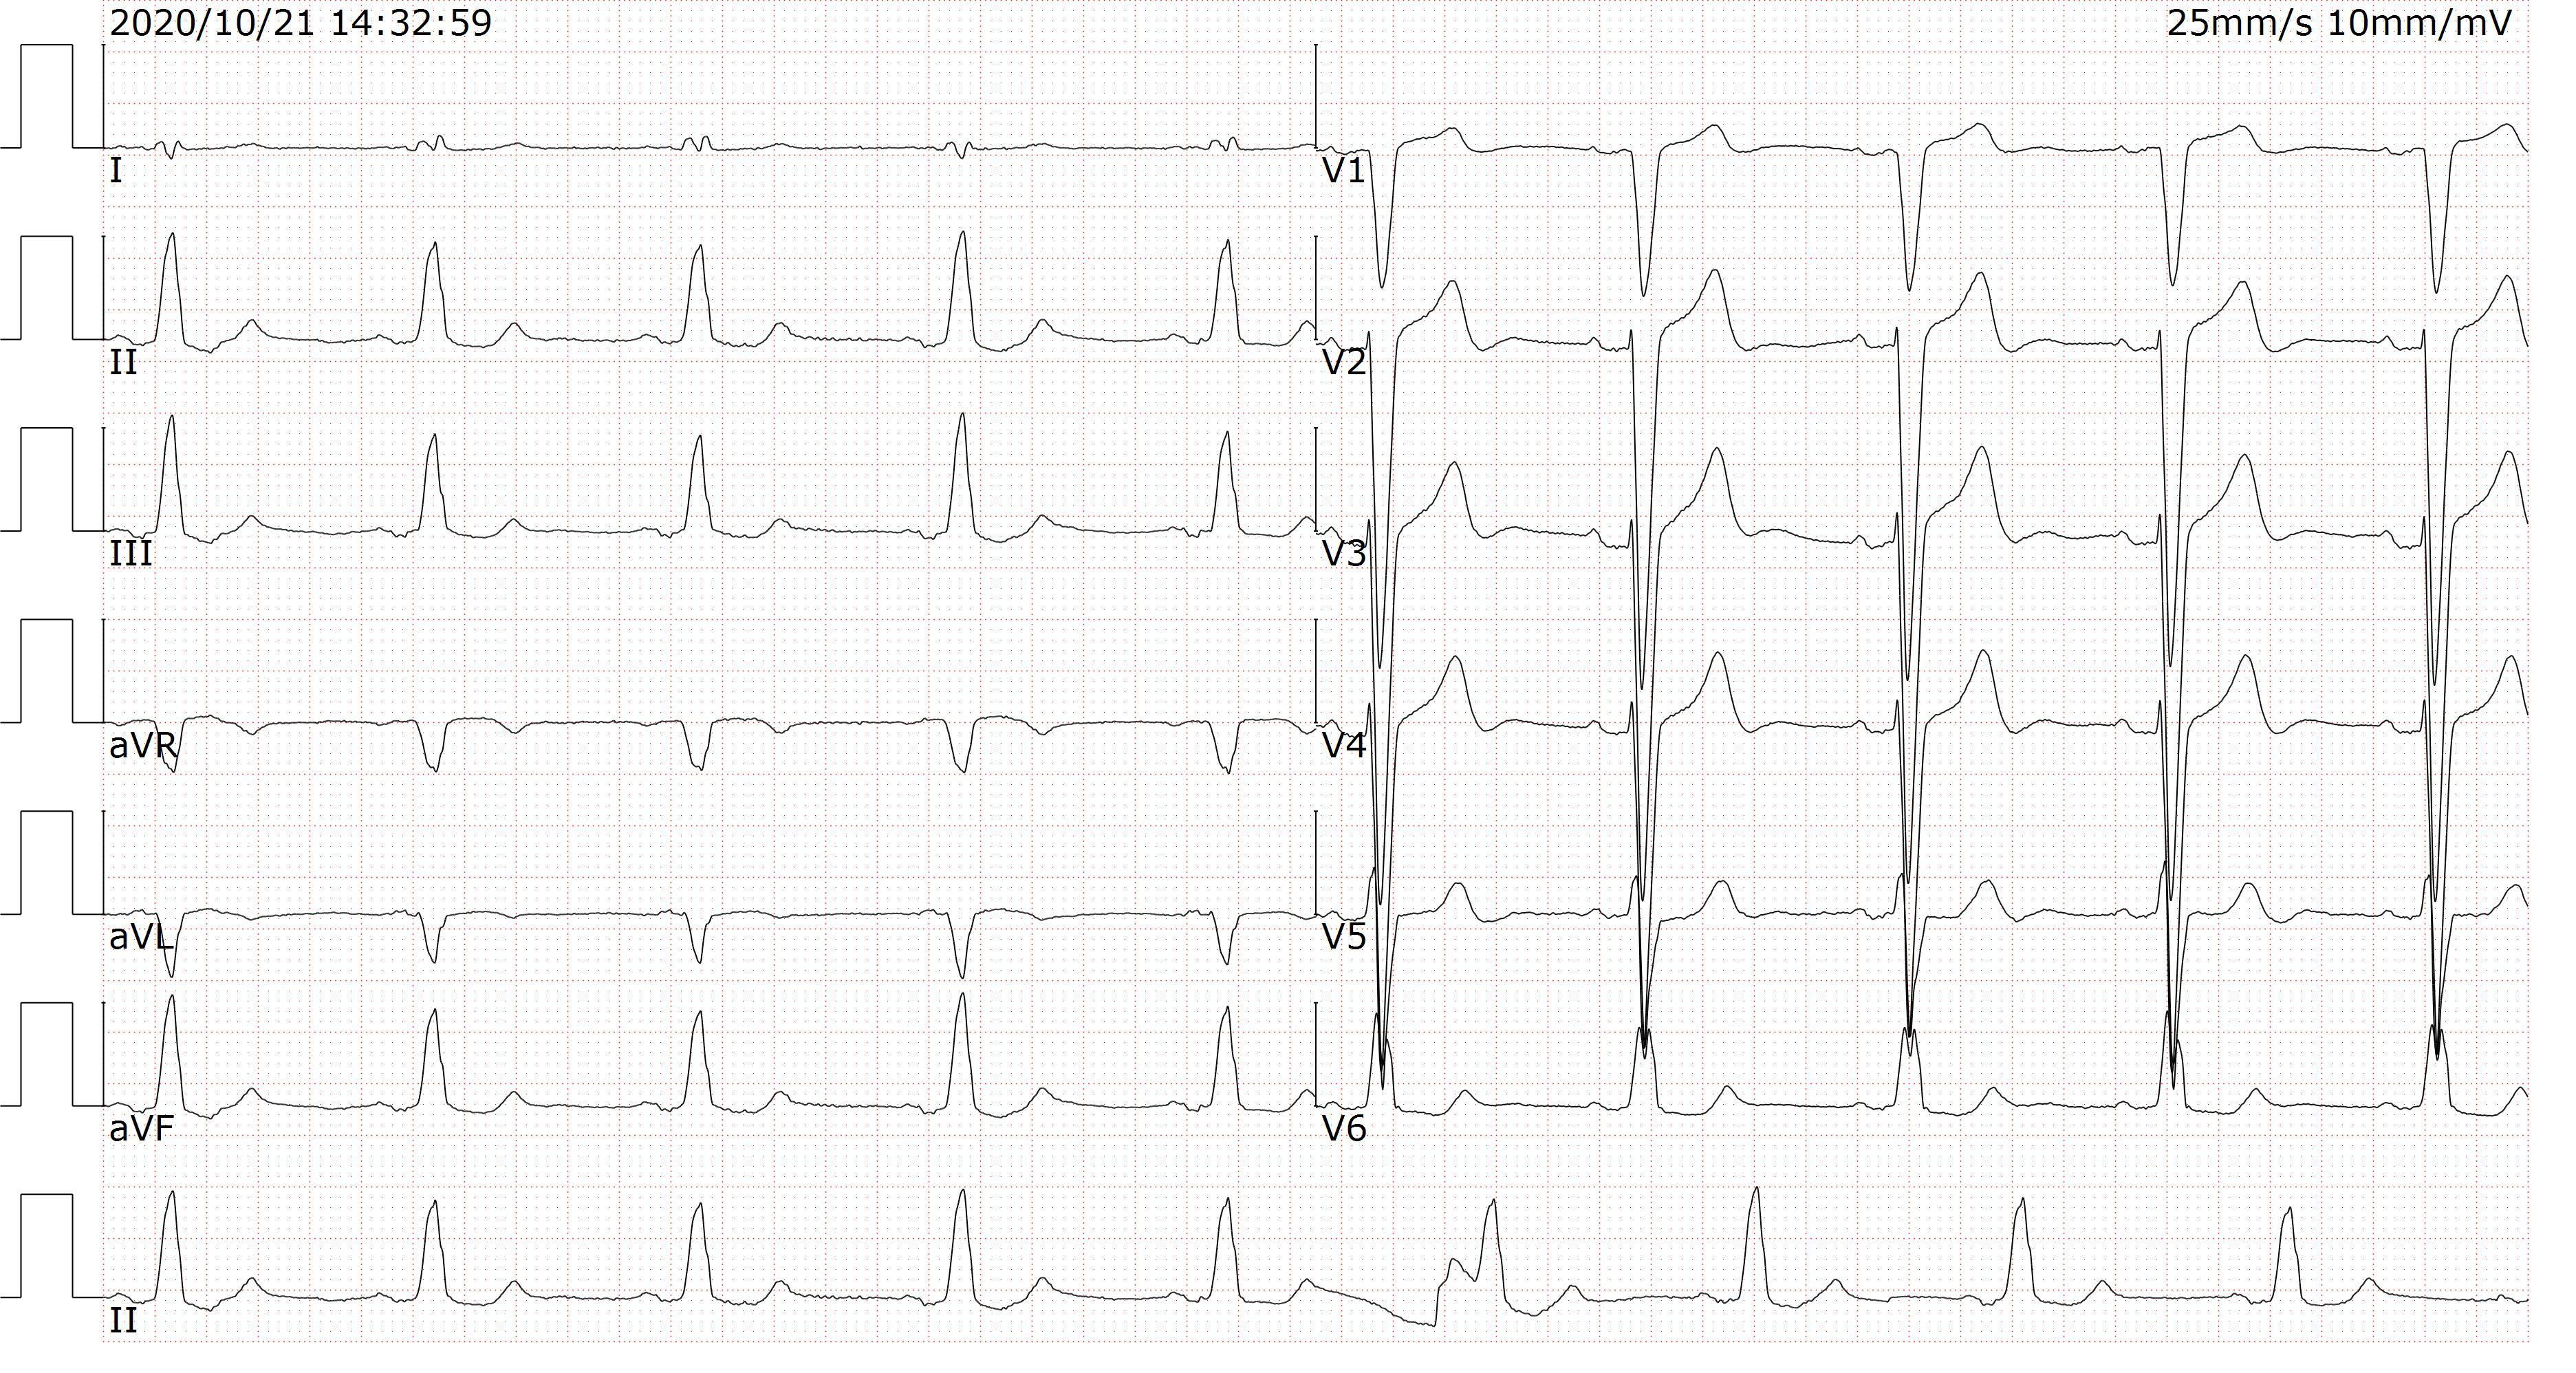 2020/10/21 14:32:59
25mm/s 10mm/mV
I
V1
II
V2
III
V3
aVR
V4
aVL
V5
aVF
V6
II